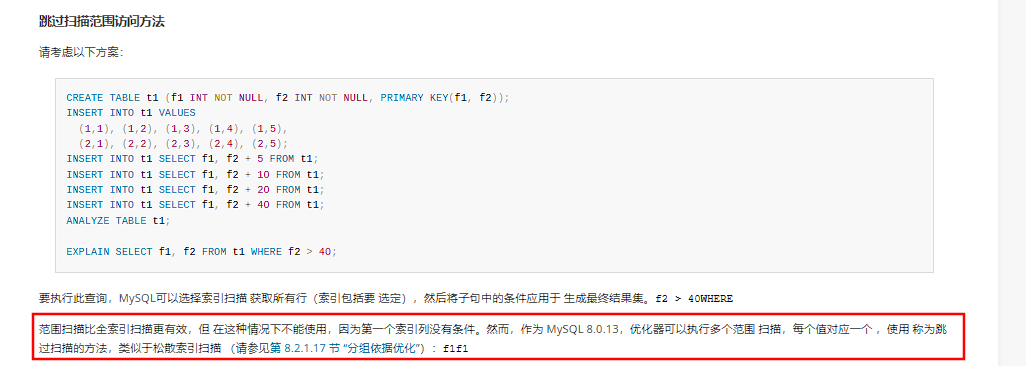 跳过扫描范围访问方法
请考虑以下方案：
CREATE TABLE t1 (f1 INT NOT NULL, f2 INT NOT NULL, PRIMARY KEY(f1, f2));
INSERT INTO t1 VALUES
(1,1), (1,2), (1,3), (1,4), (1,5),
(2,1), (2,2), (2,3), (2,4), (2,5);
INSERT INTO t1 SELECT f1, f2 + 5 FROM t1;
INSERT INTO t1 SELECT f1, f2 + 10 FROM t1;
INSERT INTO t1 SELECT f1, f2 + 20 FROM t1;
INSERT INTO t1 SELECT f1, f2 + 40 FROM t1;
ANALYZE TABLE t1;
EXPLAIN SELECT f1, f2 FROM t1 WHERE f2 > 40;
要执行此查询，MySQL可以选择索引扫描 获取所有行（索引包括要 选定），然后将子句中的条件应用于 生成最终结果集。f2 > 40WHERE
范围扫描比全索引扫描更有效，但 在这种情况下不能使用，因为第一个索引列没有条件。然而，作为 MySQL 8.0.13，优化器可以执行多个范围 扫描，每个值对应一个 ，使用 称为跳
过扫描的方法，类似于松散索引扫描 （请参见第 8.2.1.17 节 “分组依据优化”）：f1f1